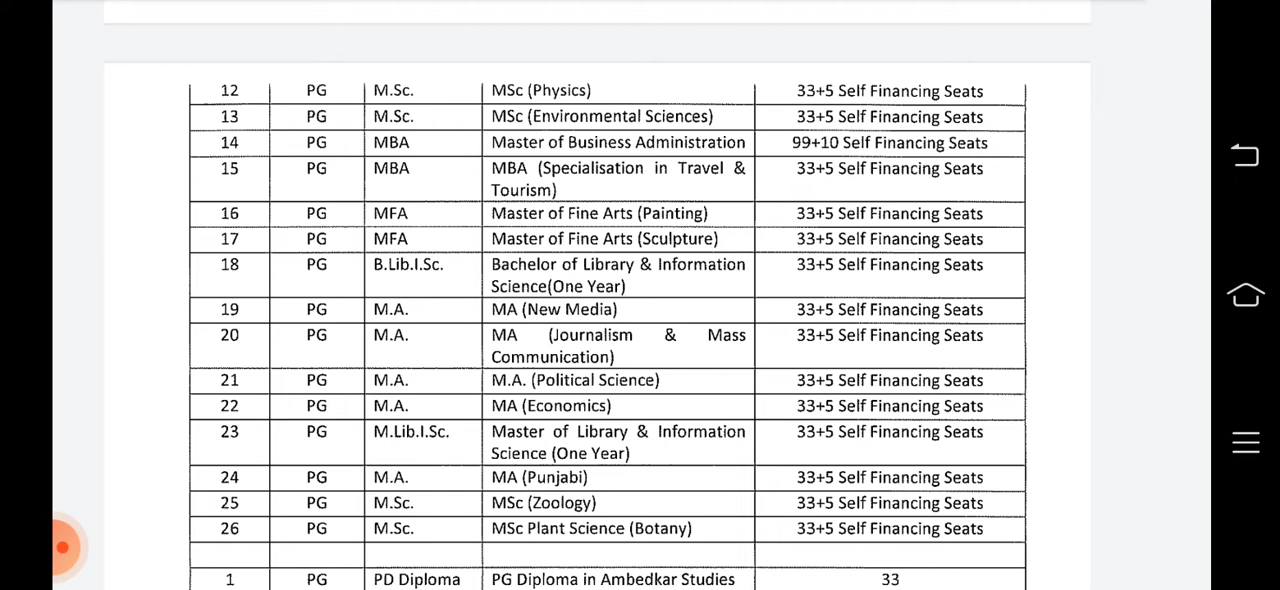 12 PG M.Sc. MSc (Physics) 33+5 Self Financing Seats
13 PG M.Sc. MSc (Environmental Sciences) 33+5 Self Financing Seats
14 PG MBA Master of Business Administration 99+10 Self Financing Seats
15 PG MBA MBA (Specialisation in Travel & 33+5 Self Financing Seats
Tourism)
16 PG MFA Master of Fine Arts (Painting) 33+5 Self Financing Seats
17 PG MFA Master of Fine Arts (Sculpture) 33+5 Self Financing Seats
18 PG B.Lib.I.Sc. Bachelor of Library & Information 33+5 Self Financing Seats
Science(One Year)
19 PG M.A. MA (New Media) 33+5 Self Financing Seats
20 PG M.A. MA (Journalism & Mass 33+5 Self Financing Seats
Communication)
21 PG M.A. M.A. (Political Science) 33+5 Self Financing Seats
22 PG M.A. MA (Economics) 33+5 Self Financing Seats
23 PG M.Lib.I.Sc. Master of Library & Information 33+5 Self Financing Seats
Science (One Year)
24 PG M.A. MA (Punjabi) 33+5 Self Financing Seats
25 PG M.Sc. MSc (Zoology) 33+5 Self Financing Seats
26 PG M.Sc. MSc Plant Science (Botany) 33+5 Self Financing Seats
1 PG PD Diploma PG Diploma in Ambedkar Studies 33